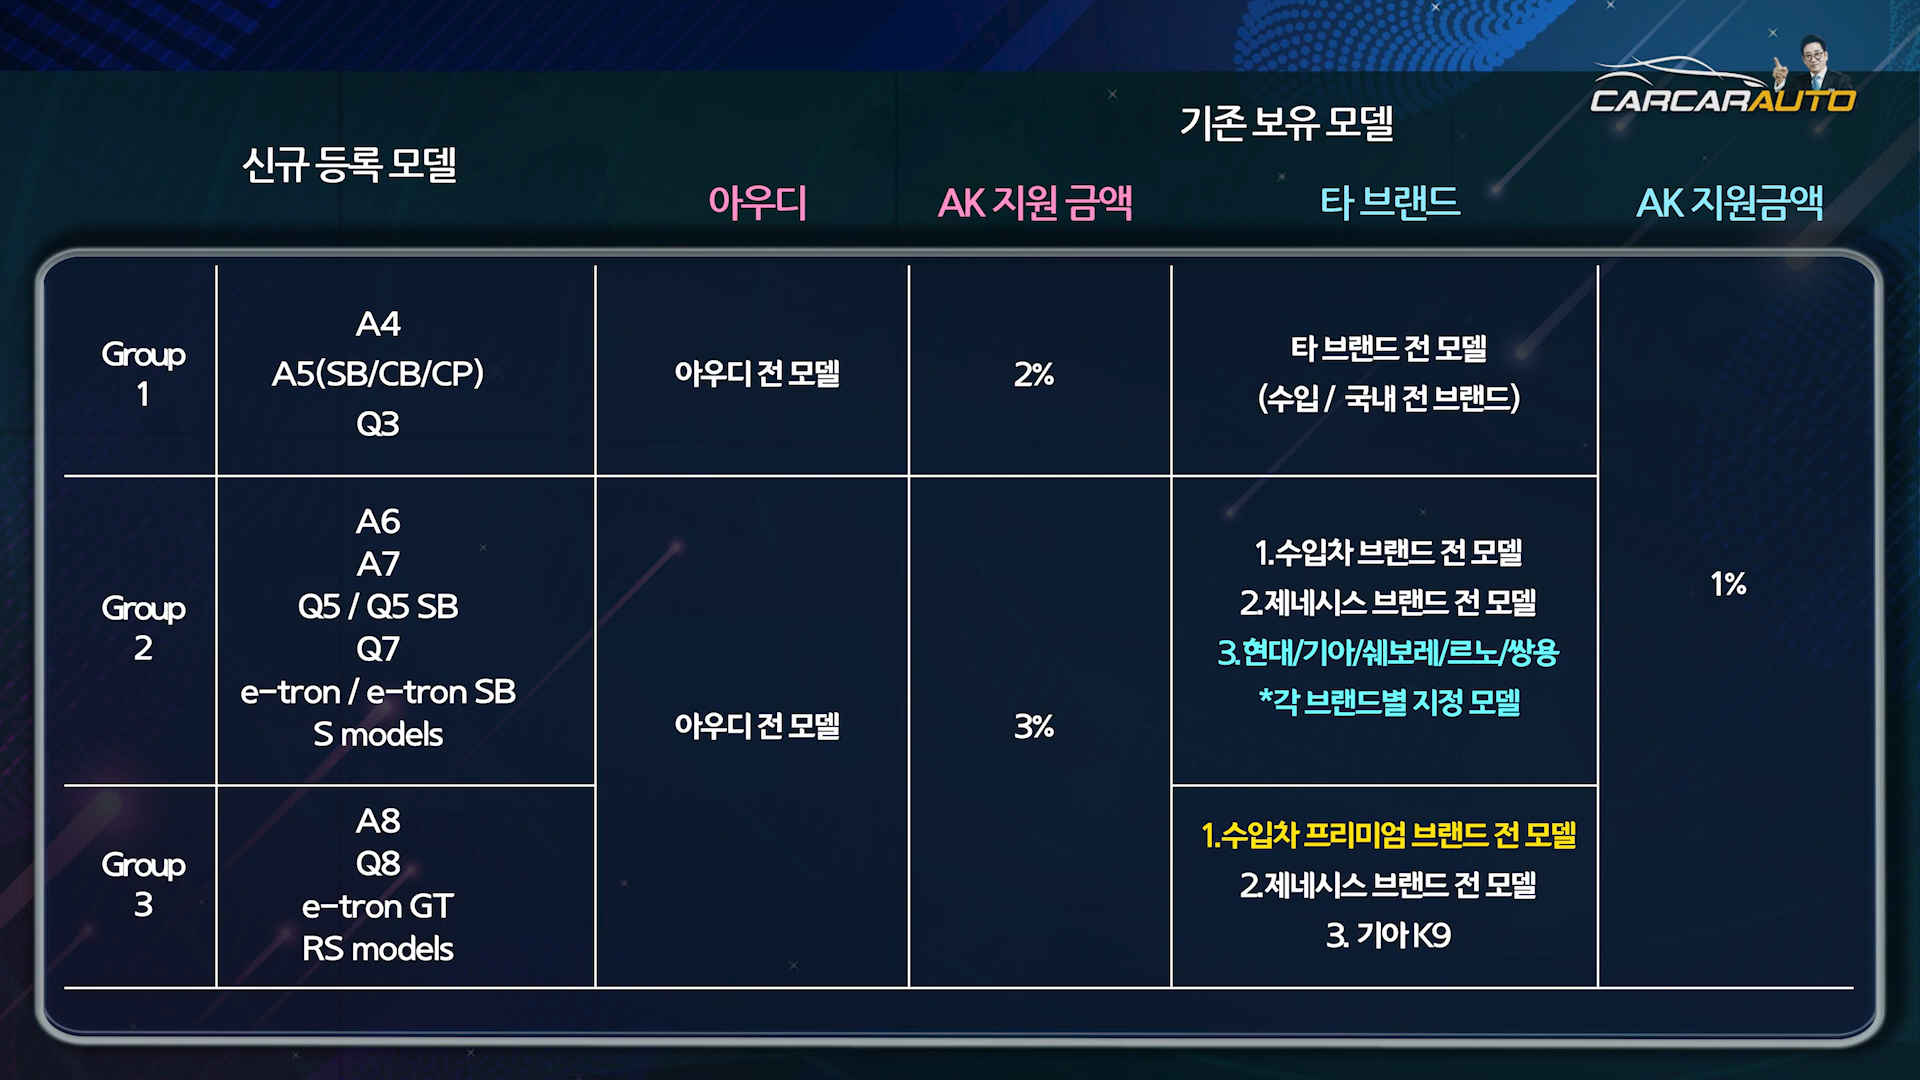 CARCARAUTO
기존 보유 모델
신규 등록 모델
아우디
AK 지원 금액
타 브랜드
AK 지원금액
Group
1
A4
A5(SB/CB/CP)
Q3
아우디 전 모델
2%
타 브랜드 전 모델
(수입 / 국내 전 브랜드)
Group
2
A6
A7
Q5 / Q5 SB
Q7
e-tron / e-tron SB
S models
아우디 전 모델
3%
1.수입차 브랜드 전 모델
2.제네시스 브랜드 전 모델
3.현대/기아/쉐보레/르노/쌍용
*각 브랜드별 지정 모델
1%
Group
3
A8
Q8
e-tron GT
RS models
1.수입차 프리미엄 브랜드 전 모델
2.제네시스 브랜드 전 모델
3. 기아 K9